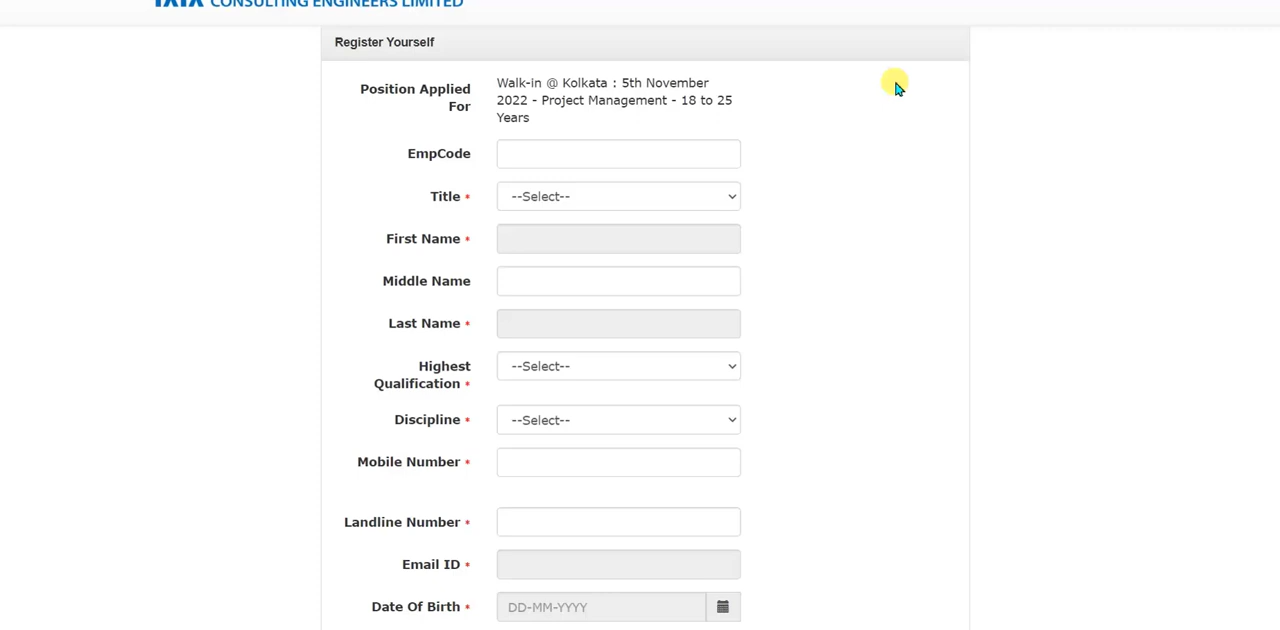 TATA CONSULTING ENGINEERS LIMITED
Register Yourself
Position Applied For
Walk-in @ Kolkata : 5th November
2022 - Project Management - 18 to 25
Years
EmpCode
Title *
--Select--
First Name *
Middle Name
Last Name *
Highest
Qualification *
--Select--
Discipline *
--Select--
Mobile Number *
Landline Number *
Email ID *
Date Of Birth *
DD-MM-YYYY